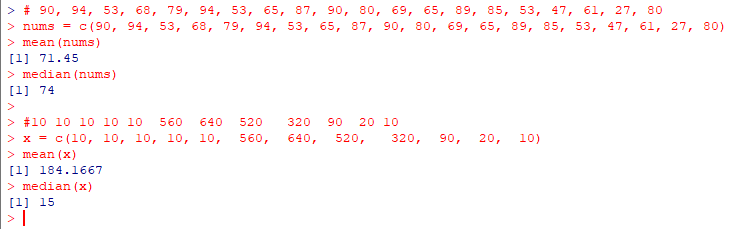 > # 90, 94, 53, 68, 79, 94, 53, 65, 87, 90, 80, 69, 65, 89, 85, 53, 47, 61, 27, 80
> nums = c(90, 94, 53, 68, 79, 94, 53, 65, 87, 90, 80, 69, 65, 89, 85, 53, 47, 61, 27, 80)
> mean(nums)
[1] 71.45
> median(nums)
[1] 74
>
> #10 10 10 10 10  560  640  520   320  90  20 10
> x = c(10, 10, 10, 10, 10,  560,  640,  520,   320,  90,  20,  10)
> mean(x)
[1] 184.1667
> median(x)
[1] 15
>